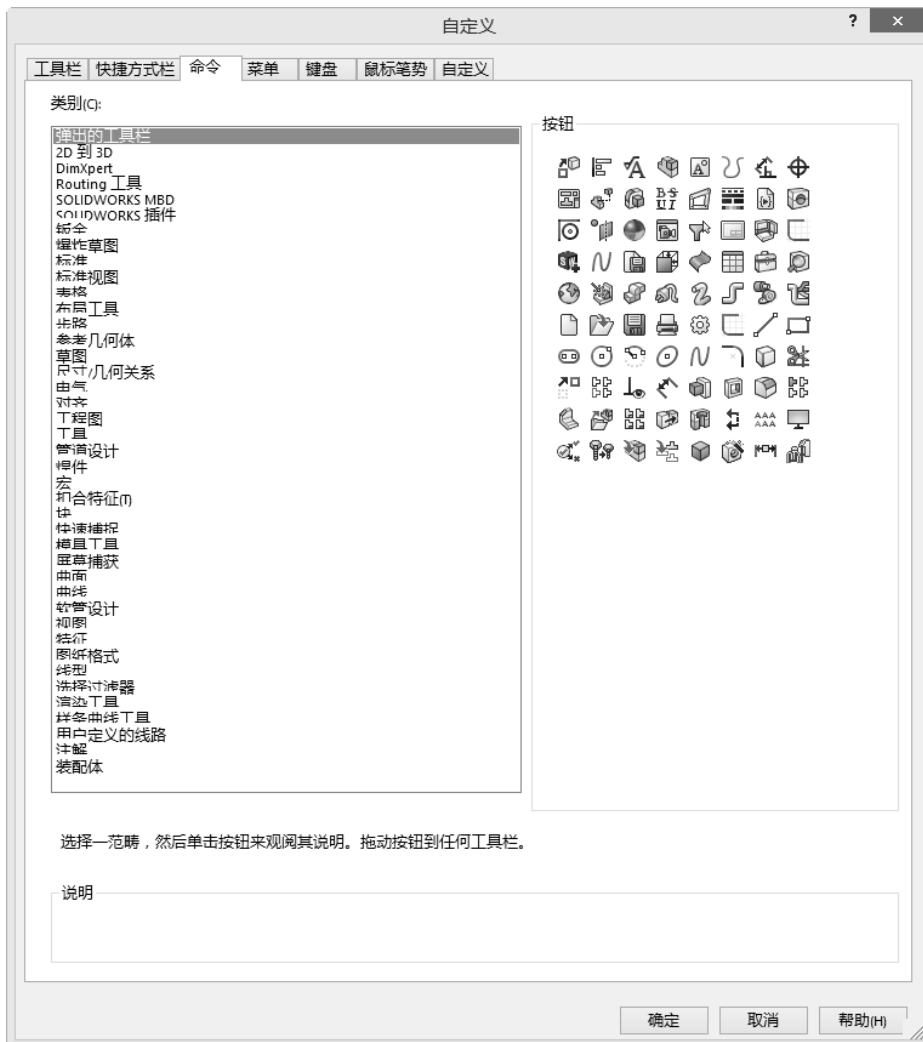 自定义
?
×
工具栏 快捷方式栏 命令 菜单 键盘 鼠标笔势 自定义
类别(C):
弹出的工具栏
2D 到 3D
DimXpert
Routing 工具
SOLIDWORKS MBD
SOLIDWORKS 插件
钣金
爆炸草图
标准
标准视图
表格
布局工具
步路
参考几何体
草图
尺寸/几何关系
电气
对齐
工程图
工具
管道设计
焊件
宏
扣合特征(T)
块
快速捕捉
模具工具
屏幕捕获
曲面
曲线
软管设计
视图
特征
图纸格式
线型
选择过滤器
渲染工具
样条曲线工具
用户定义的线路
注解
装配体
按钮
选择一范畴，然后单击按钮来观阅其说明。拖动按钮到任何工具栏。
说明
确定 取消 帮助(H)